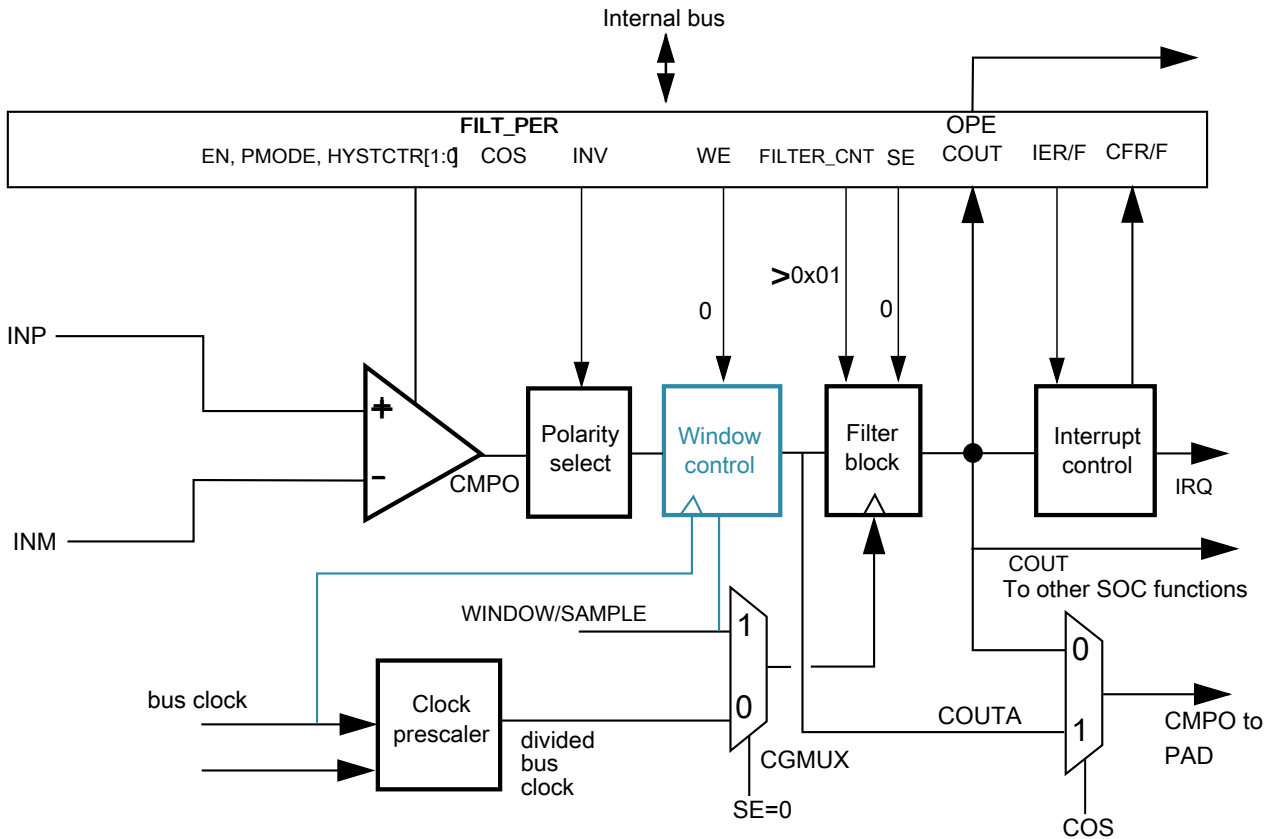 Internal bus
FILT_PER
OPE
EN, PMODE, HYSTCTR[1:0] COS INV WE FILTER_CNT SE COUT IER/F CFR/F
>0x01
0
0
INP
+
-
CMPO
Polarity
select
Window
control
Filter
block
Interrupt
control
IRQ
INM
COUT
To other SOC functions
WINDOW/SAMPLE
1
0
0
1
bus clock
Clock
prescaler
divided
bus
clock
COUTA
CGMUX
SE=0
CMPO to
PAD
COS